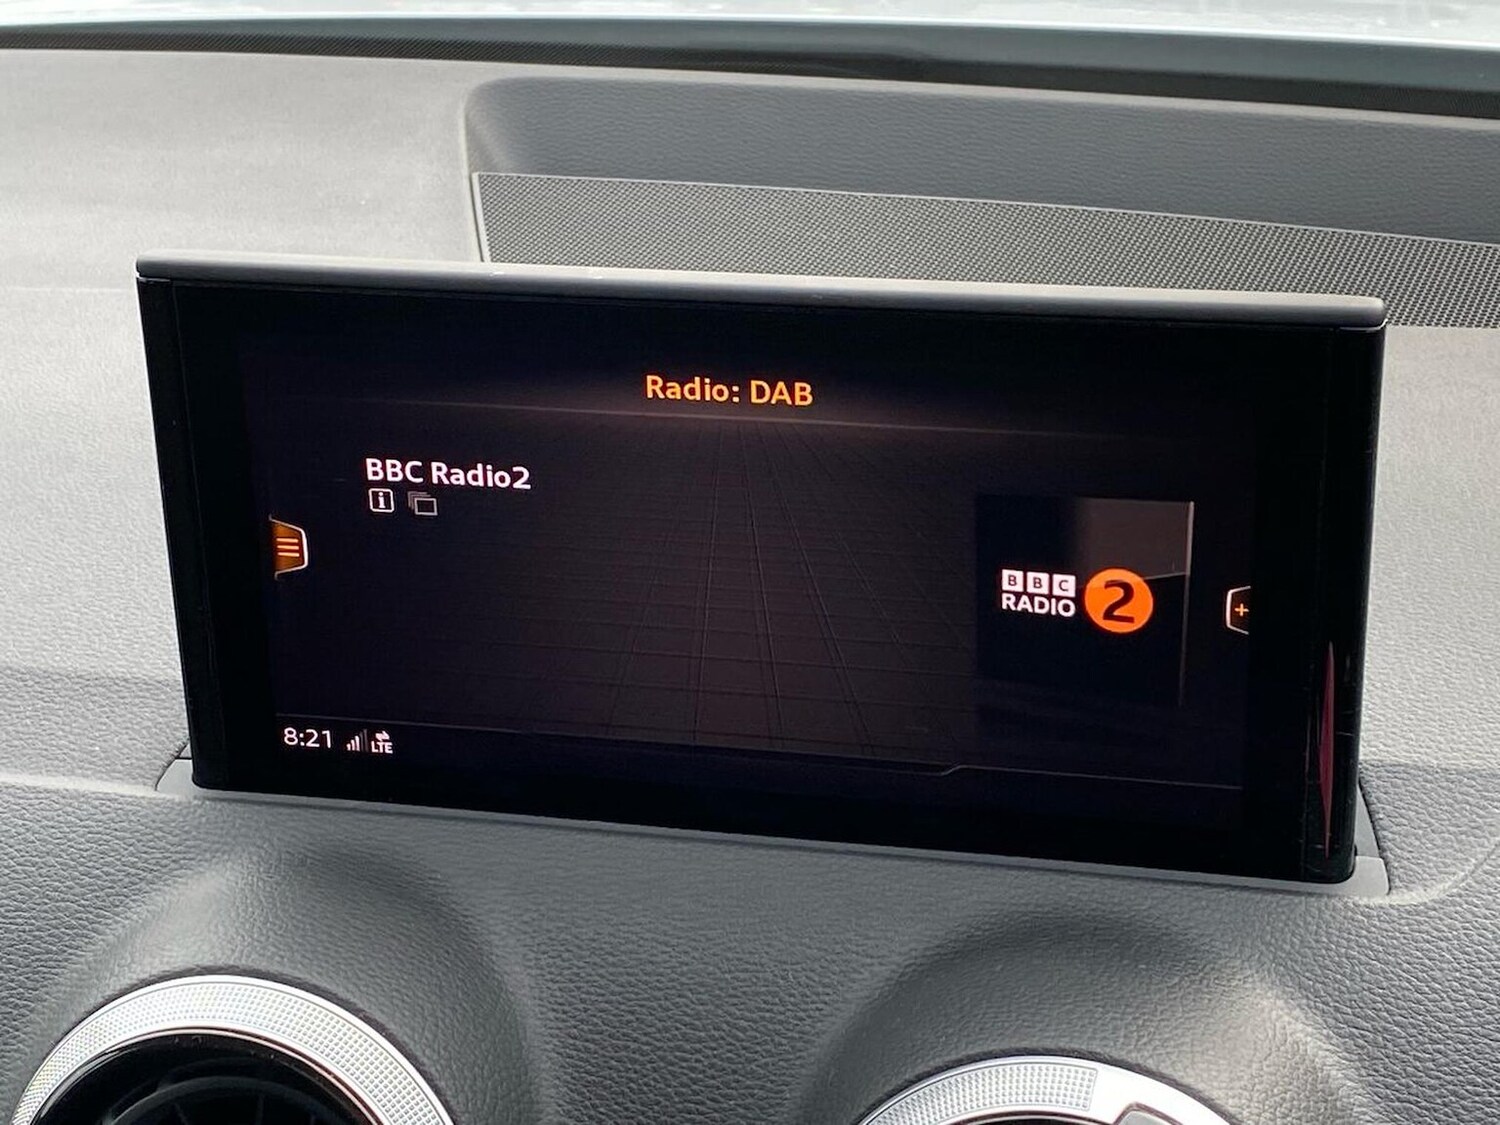 Radio: DAB
BBC Radio2
i
BBC
RADIO 2
8:21 LTE